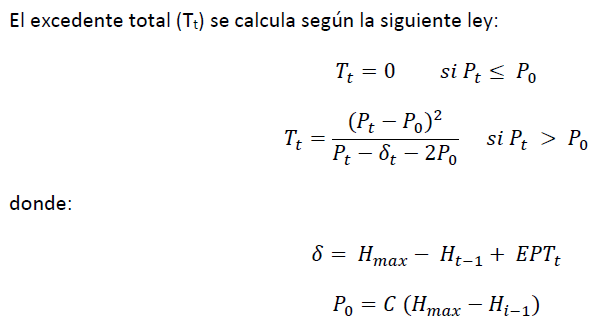 El excedente total (Tₜ) se calcula según la siguiente ley:
Tₜ = 0 si Pₜ ≤ P₀
Tₜ = (Pₜ − P₀)² / (Pₜ − δₜ − 2P₀) si Pₜ > P₀
donde:
δ = Hₘₐₓ − Hₜ₋₁ + EPTₜ
P₀ = C (Hₘₐₓ − Hᵢ₋₁)